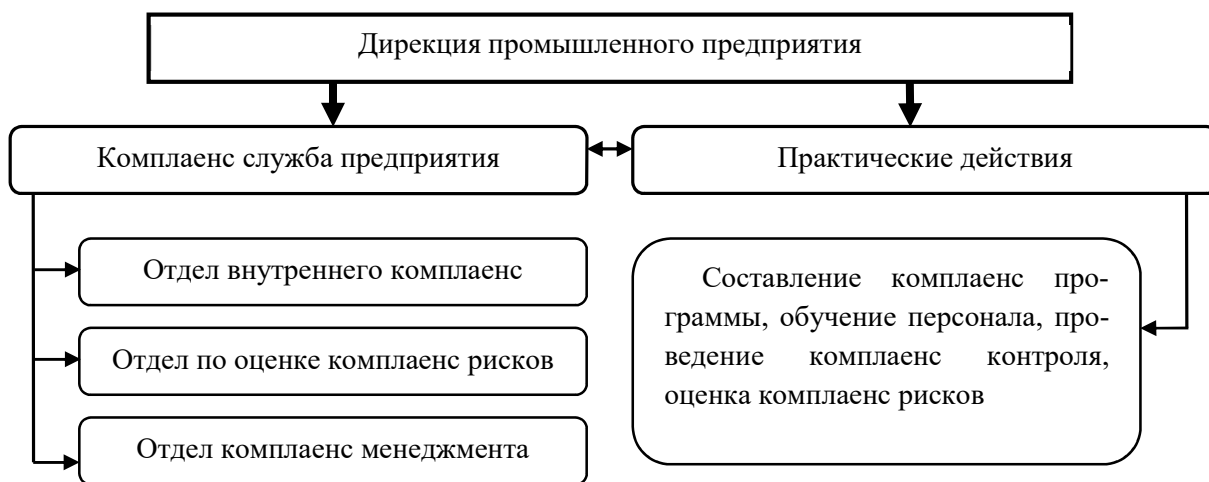 Дирекция промышленного предприятия
Комплаенс служба предприятия
Практические действия
Отдел внутреннего комплаенс
Отдел по оценке комплаенс рисков
Отдел комплаенс менеджмента
Составление комплаенс про-
граммы, обучение персонала, про-
ведение комплаенс контроля,
оценка комплаенс рисков